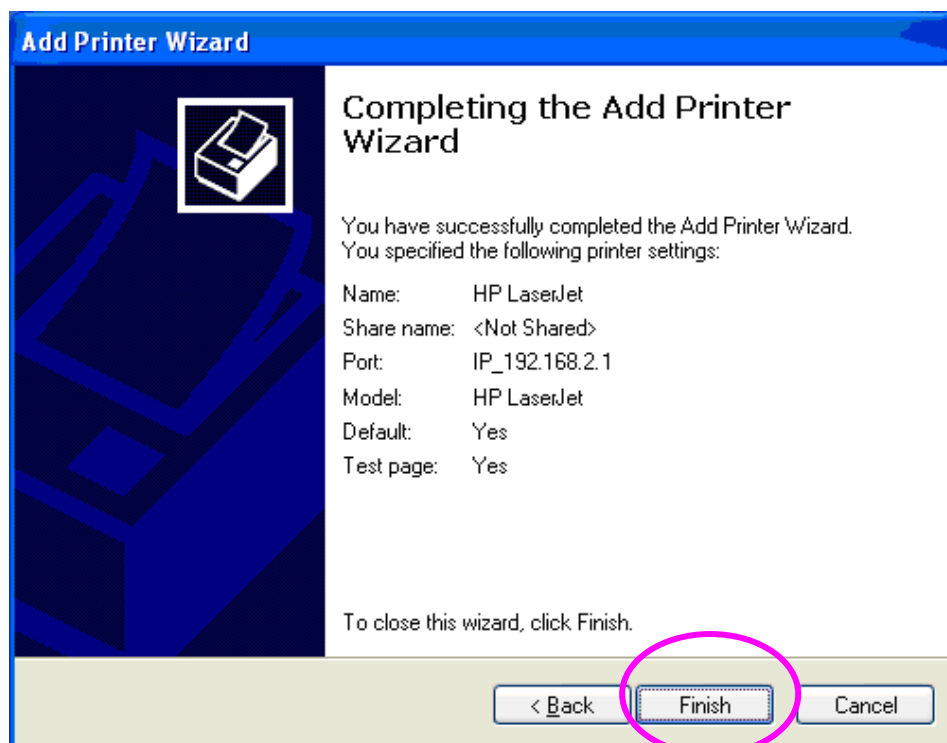 Add Printer Wizard
Completing the Add Printer
Wizard
You have successfully completed the Add Printer Wizard.
You specified the following printer settings:
Name: HP LaserJet
Share name: <Not Shared>
Port: IP_192.168.2.1
Model: HP LaserJet
Default: Yes
Test page: Yes
To close this wizard, click Finish.
< Back Finish Cancel